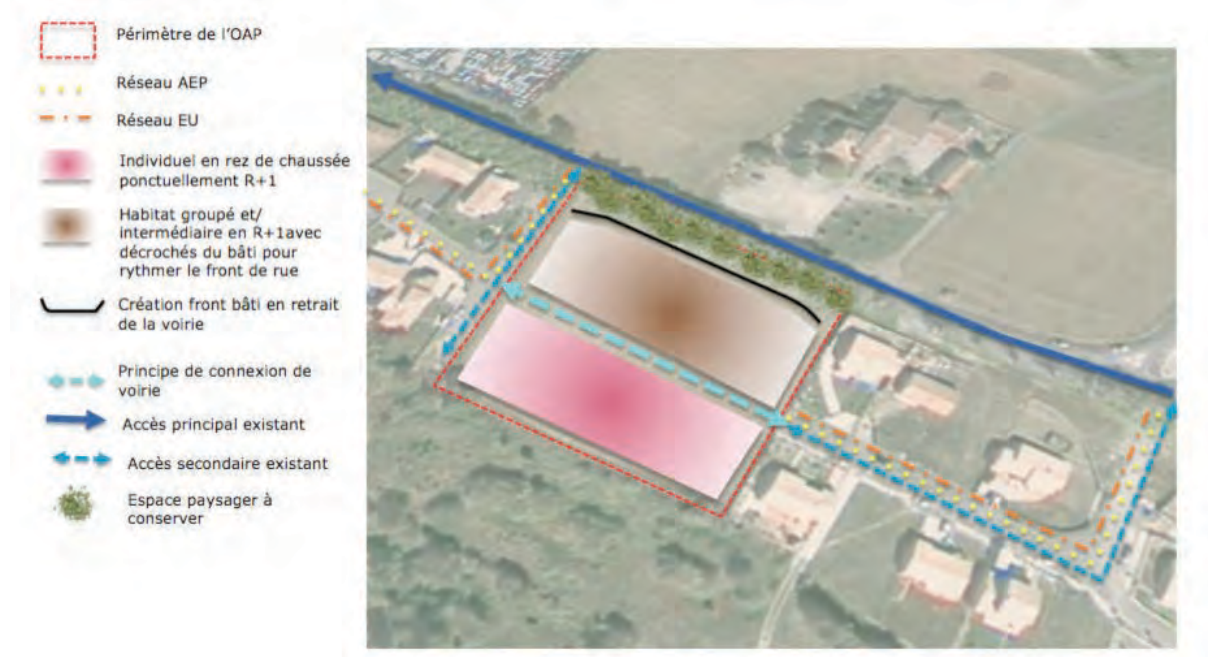 Périmètre de l'OAP
Réseau AEP
Réseau EU
Individuel en rez de chaussée
ponctuellement R+1
Habitat groupé et/
intermédiaire en R+1avec
décrochés du bâti pour
rythmer le front de rue
Création front bâti en retrait
de la voirie
Principe de connexion de
voirie
Accès principal existant
Accès secondaire existant
Espace paysager à
conserver